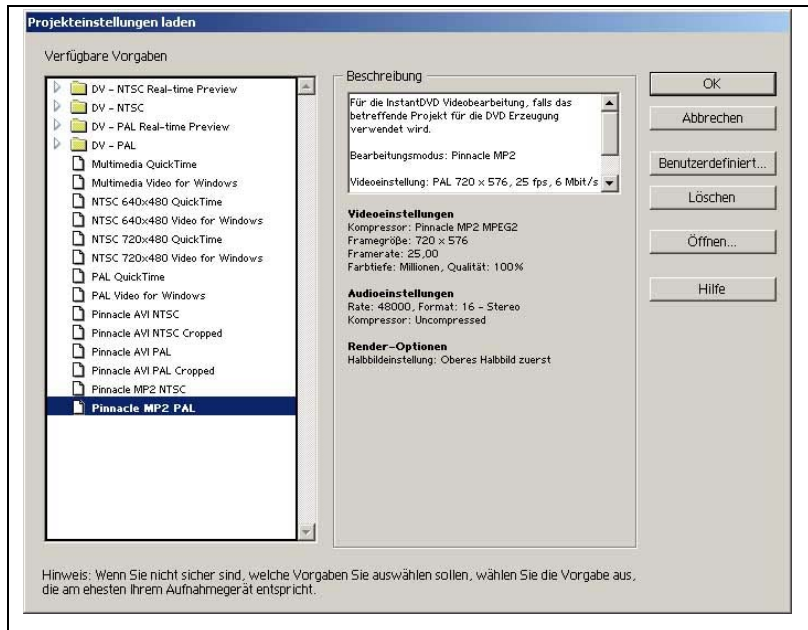 Projekteinstellungen laden
Verfügbare Vorgaben
DV - NTSC Real-time Preview
DV - NTSC
DV - PAL Real-time Preview
DV - PAL
Multimedia QuickTime
Multimedia Video for Windows
NTSC 640x480 QuickTime
NTSC 640x480 Video for Windows
NTSC 720x480 QuickTime
NTSC 720x480 Video for Windows
PAL QuickTime
PAL Video for Windows
Pinnacle AVI NTSC
Pinnacle AVI NTSC Cropped
Pinnacle AVI PAL
Pinnacle AVI PAL Cropped
Pinnacle MP2 NTSC
Pinnacle MP2 PAL
Beschreibung
Für die InstantDVD Videobearbeitung, falls das
betreffende Projekt für die DVD Erzeugung
verwendet wird.
Bearbeitungsmodus: Pinnacle MP2
Videoeinstellung: PAL 720 x 576, 25 fps, 6 Mbit/s
Videoeinstellungen
Kompressor: Pinnacle MP2 MPEG2
Framegröße: 720 x 576
Framerate: 25,00
Farbtiefe: Millionen, Qualität: 100%
Audioeinstellungen
Rate: 48000, Format: 16 - Stereo
Kompressor: Uncompressed
Render-Optionen
Halbbildeinstellung: Oberes Halbbild zuerst
OK
Abbrechen
Benutzerdefiniert...
Löschen
Öffnen...
Hilfe
Hinweis: Wenn Sie nicht sicher sind, welche Vorgaben Sie auswählen sollen, wählen Sie die Vorgabe aus,
die am ehesten Ihrem Aufnahmegerät entspricht.